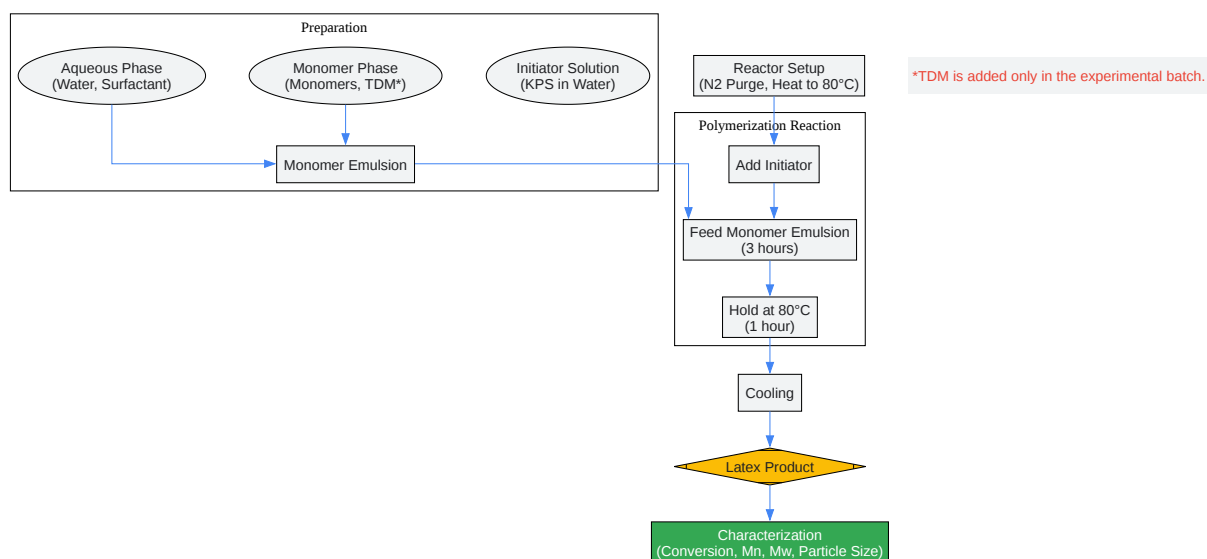 Preparation
Aqueous Phase
(Water, Surfactant)
Monomer Phase
(Monomers, TDM*)
Initiator Solution
(KPS in Water)
Monomer Emulsion
Reactor Setup
(N2 Purge, Heat to 80°C)
*TDM is added only in the experimental batch.
Polymerization Reaction
Add Initiator
Feed Monomer Emulsion
(3 hours)
Hold at 80°C
(1 hour)
Cooling
Latex Product
Characterization
(Conversion, Mn, Mw, Particle Size)